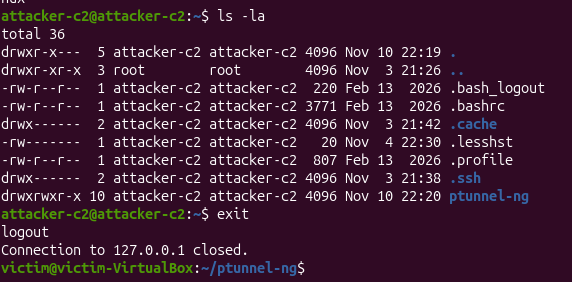 attacker-c2@attacker-c2:~$ ls -la
total 36
drwxr-x---  5 attacker-c2 attacker-c2 4096 Nov 10 22:19 .
drwxr-xr-x  3 root        root        4096 Nov  3 21:26 ..
-rw-r--r--  1 attacker-c2 attacker-c2  220 Feb 13  2026 .bash_logout
-rw-r--r--  1 attacker-c2 attacker-c2 3771 Feb 13  2026 .bashrc
drwx------  2 attacker-c2 attacker-c2 4096 Nov  3 21:42 .cache
-rw-------  1 attacker-c2 attacker-c2   20 Nov  4 22:30 .lesshst
-rw-r--r--  1 attacker-c2 attacker-c2  807 Feb 13  2026 .profile
drwx------  2 attacker-c2 attacker-c2 4096 Nov  3 21:38 .ssh
drwxrwxr-x 10 attacker-c2 attacker-c2 4096 Nov 10 22:20 ptunnel-ng
attacker-c2@attacker-c2:~$ exit
logout
Connection to 127.0.0.1 closed.
victim@victim-VirtualBox:~/ptunnel-ng$